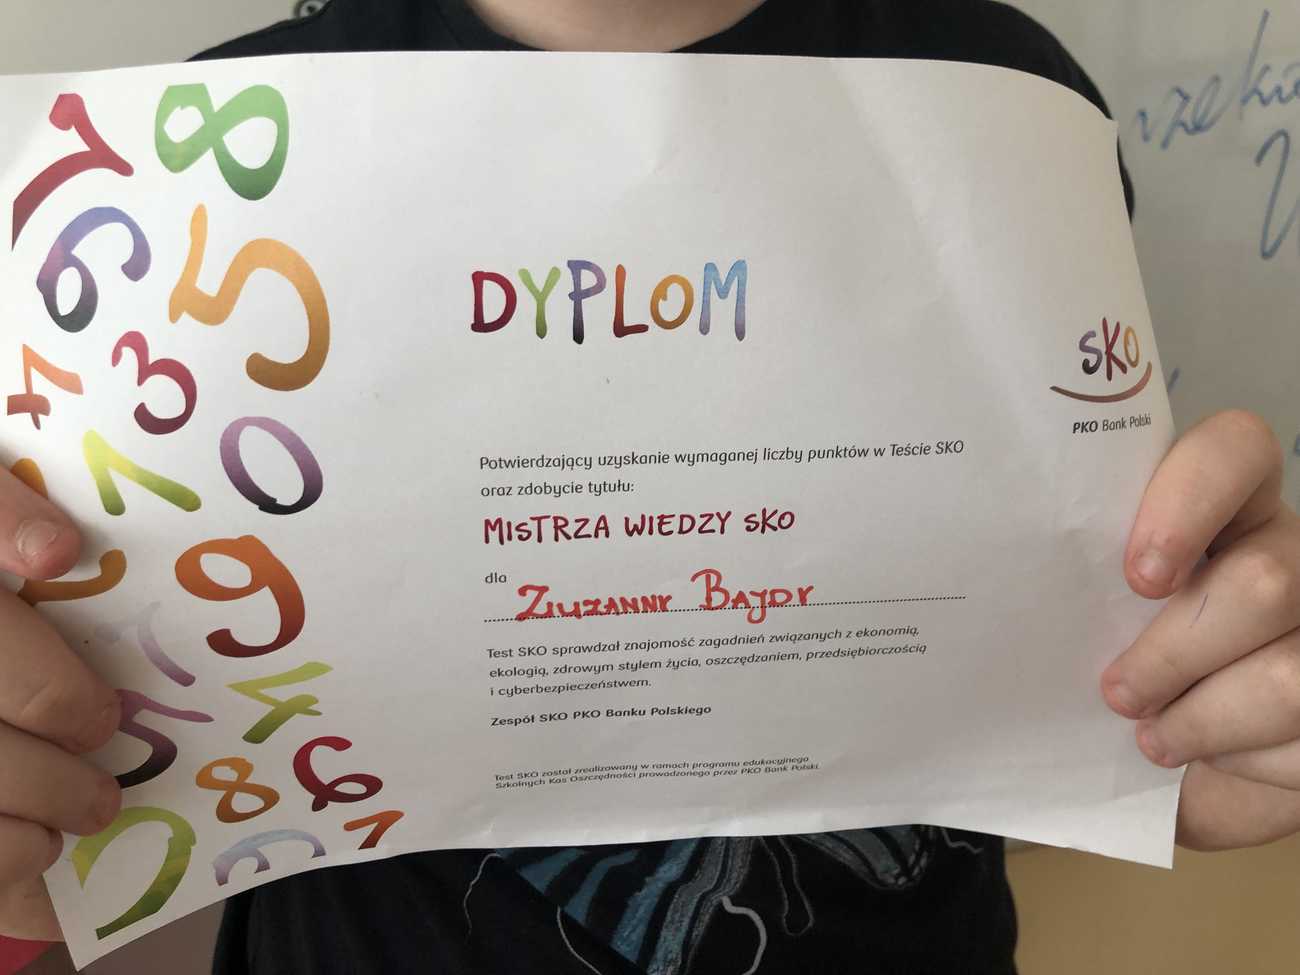 DYPLOM
SKO
PKO Bank Polski
Potwierdzający uzyskanie wymaganej liczby punktów w Teście SKO
oraz zdobycie tytułu:
MISTRZA WIEDZY SKO
dla Zuzanny Bajdy
Test SKO sprawdzał znajomość zagadnień związanych z ekonomią,
ekologią, zdrowym stylem życia, oszczędzaniem, przedsiębiorczością
i cyberbezpieczeństwem.
Zespół SKO PKO Banku Polskiego
Test SKO został zrealizowany w ramach programu edukacyjnego
Szkolnych Kas Oszczędności prowadzonego przez PKO Bank Polski.